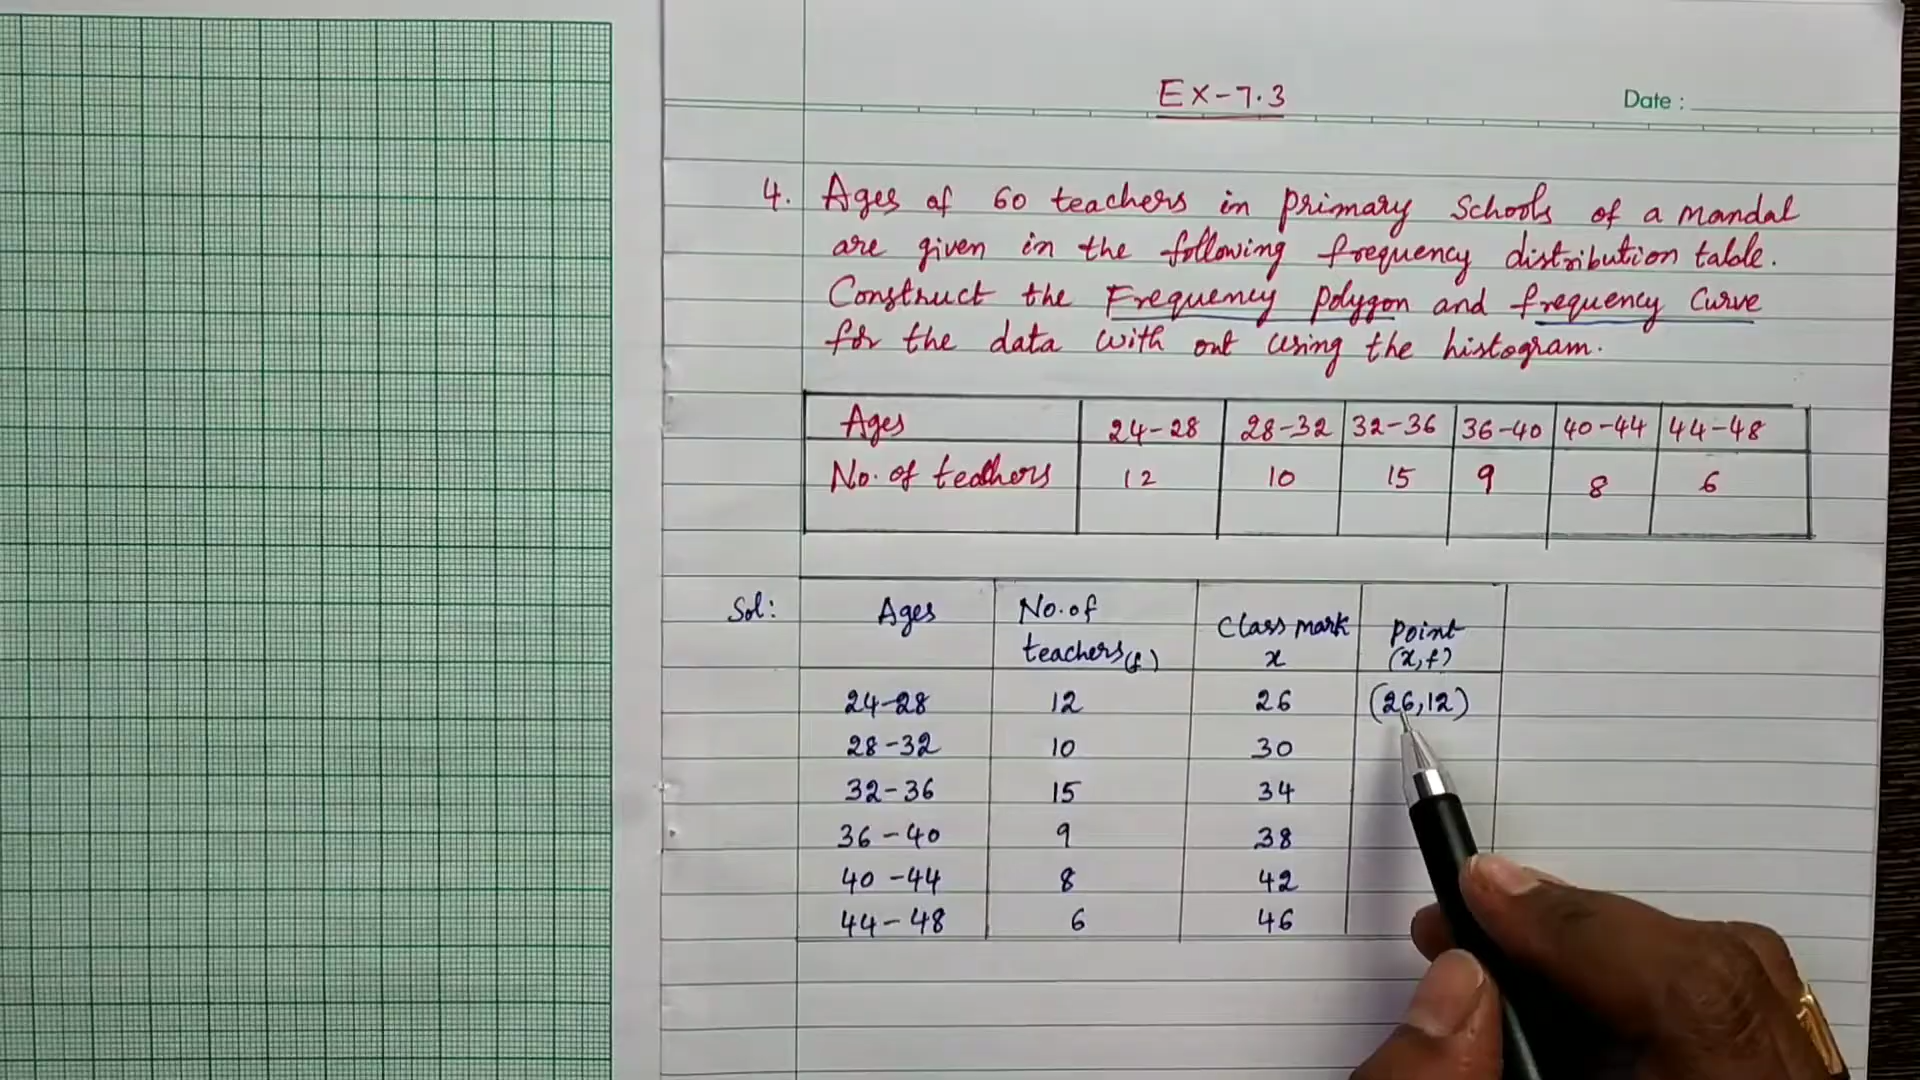 EX-7.3
Date :
4. Ages of 60 teachers in primary Schools of a mandal
are given in the following frequency distribution table.
Construct the Frequency polygon and frequency Curve
for the data with out using the histogram.
Ages 24-28 28-32 32-36 36-40 40-44 44-48
No. of teachers 12 10 15 9 8 6
Sol: Ages No. of teachers (f) Class mark x Point (x,f)
24-28 12 26 (26,12)
28-32 10 30
32-36 15 34
36-40 9 38
40-44 8 42
44-48 6 46